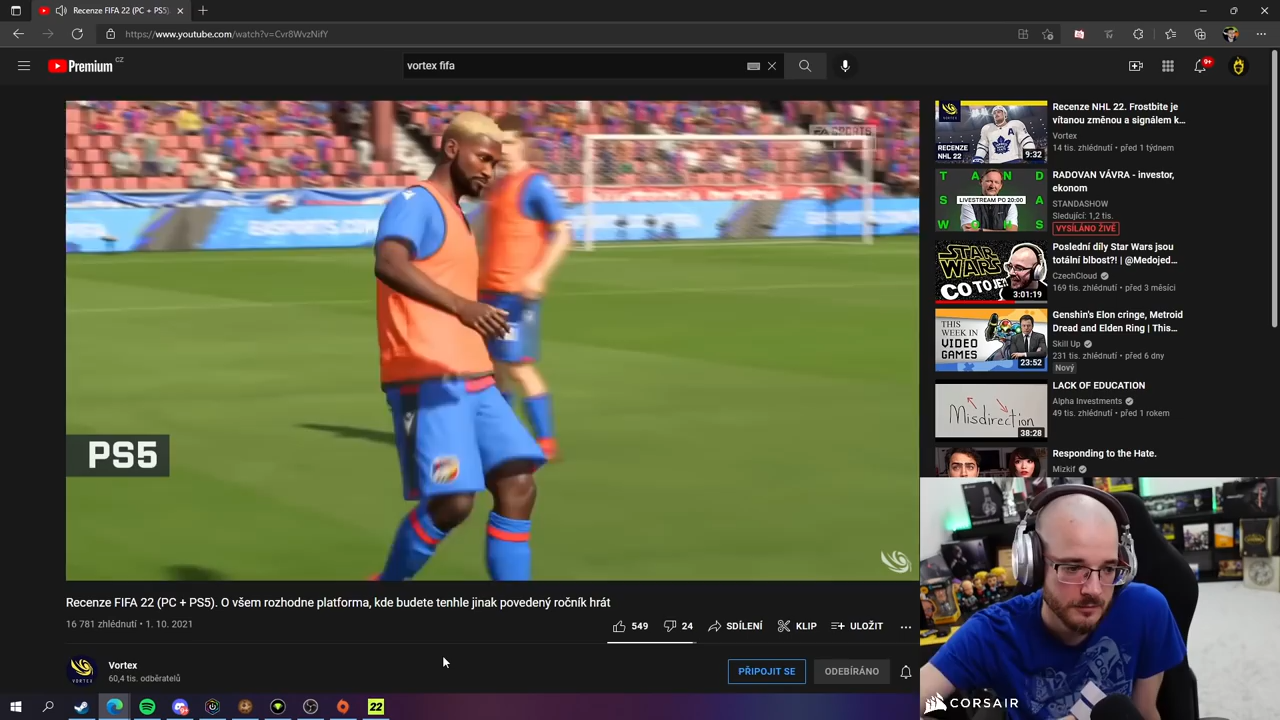 Recenze FIFA 22 (PC + PS5)
https://www.youtube.com/watch?v=Cvr8WvzNifY
Premium CZ
vortex fifa
9+
EA SPORTS
PS5
Recenze FIFA 22 (PC + PS5). O všem rozhodne platforma, kde budete tenhle jinak povedený ročník hrát
16 781 zhlédnutí • 1. 10. 2021
549
24
SDÍLENÍ
KLIP
ULOŽIT
Vortex
60,4 tis. odběratelů
PŘIPOJIT SE
ODEBÍRÁNO
VORTEX
RECENZE
NHL 22
9:32
Recenze NHL 22. Frostbite je
vítanou změnou a signálem k...
Vortex
14 tis. zhlédnutí • před 1 týdnem
T A N D
S A
W U S
LIVESTREAM PO 20:00
RADOVAN VÁVRA - investor,
ekonom
STANDASHOW
Sledující: 1,2 tis.
VYSÍLÁNO ŽIVĚ
STAR
WARS
CO TO JE
3:01:19
Poslední díly Star Wars jsou
totální blbost?! | @Medojed...
CzechCloud
169 tis. zhlédnutí • před 3 měsíci
THIS
WEEK IN
VIDEO
GAMES
23:52
Genshin's Elon cringe, Metroid
Dread and Elden Ring | This...
Skill Up
231 tis. zhlédnutí • před 6 dny
Nový
Misdirection
38:28
LACK OF EDUCATION
Alpha Investments
49 tis. zhlédnutí • před 1 rokem
Responding to the Hate.
Mizkif
22
CORSAIR